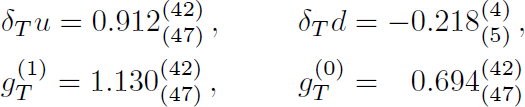 δ_T u = 0.912^{(42)}_{(47)} , δ_T d = −0.218^{(4)}_{(5)} ,
g_T^{(1)} = 1.130^{(42)}_{(47)} , g_T^{(0)} = 0.694^{(42)}_{(47)}